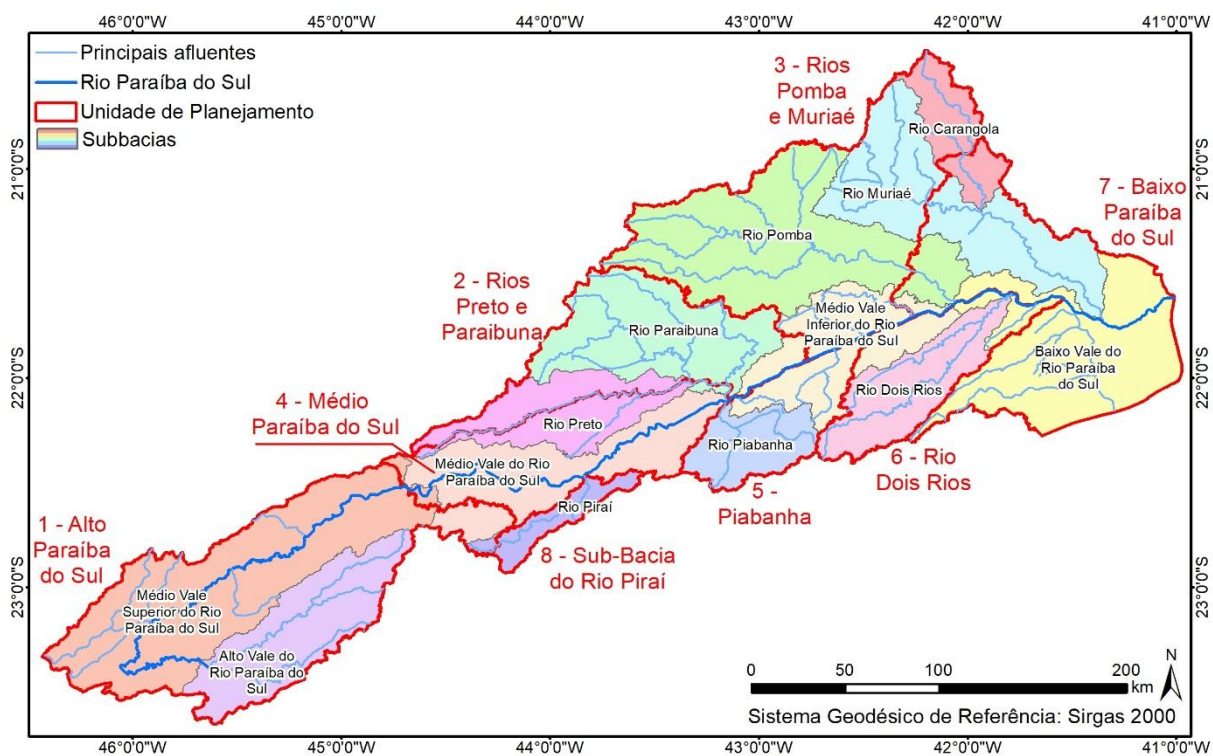 46°0'0"W
45°0'0"W
44°0'0"W
43°0'0"W
42°0'0"W
41°0'0"W
Principais afluentes
Rio Paraíba do Sul
Unidade de Planejamento
Subbacias
3 - Rios
Pomba
e Muriaé
Rio Carangola
21°0'0"S
21°0'0"S
Rio Muriaé
7 - Baixo
Paraíba
do Sul
Rio Pomba
2 - Rios
Preto e
Paraibuna
Rio Paraibuna
Médio Vale
Inferior do Rio
Paraíba do Sul
Baixo Vale do
Rio Paraíba
do Sul
22°0'0"S
22°0'0"S
Rio Dois Rios
4 - Médio
Paraíba do Sul
Rio Preto
Rio Piabanha
Médio Vale do Rio
Paraíba do Sul
6 - Rio
Dois Rios
5 -
Piabanha
Rio Piraí
1 - Alto
Paraíba
do Sul
8 - Sub-Bacia
do Rio Piraí
23°0'0"S
23°0'0"S
Médio Vale
Superior do Rio
Paraíba do Sul
Alto Vale do
Rio Paraíba do
Sul
0 50 100 200
km
N
Sistema Geodésico de Referência: Sirgas 2000
46°0'0"W
45°0'0"W
44°0'0"W
43°0'0"W
42°0'0"W
41°0'0"W